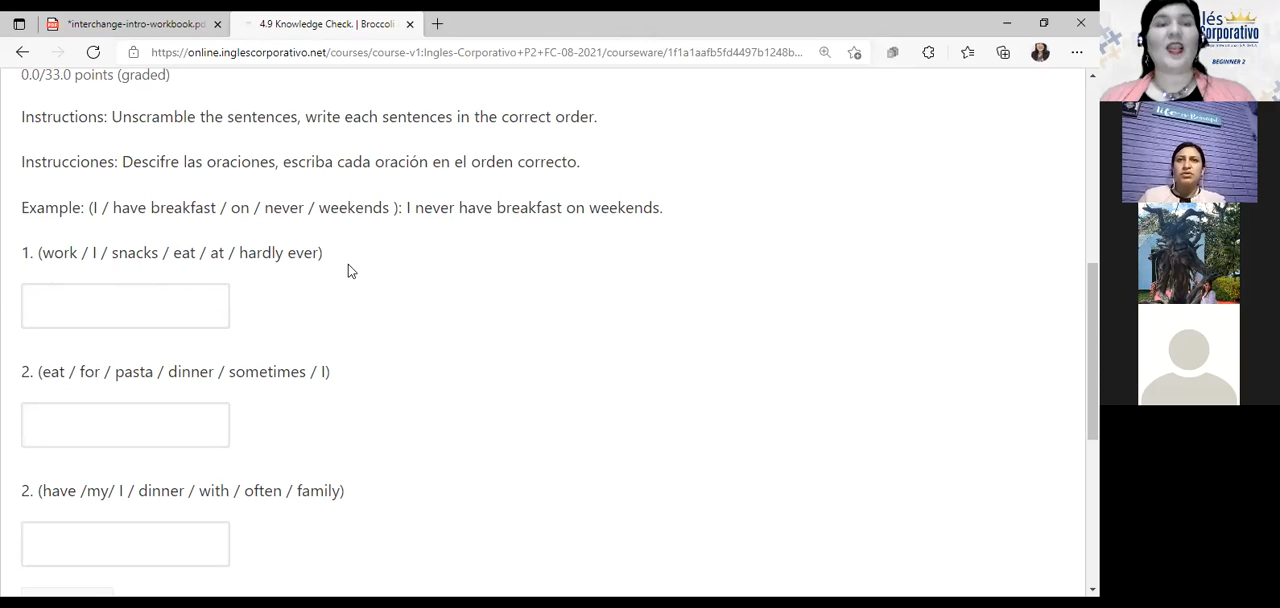 *interchange-intro-workbook.pd
4.9 Knowledge Check. | Broccoli
https://online.inglescorporativo.net/courses/course-v1:Ingles-Corporativo+P2+FC-08-2021/courseware/1f1a1aafb5fd4497b1248b...
0.0/33.0 points (graded)
Instructions: Unscramble the sentences, write each sentences in the correct order.
Instrucciones: Descifre las oraciones, escriba cada oración en el orden correcto.
Example: (I / have breakfast / on / never / weekends ): I never have breakfast on weekends.
1. (work / I / snacks / eat / at / hardly ever)
2. (eat / for / pasta / dinner / sometimes / I)
2. (have /my/ I / dinner / with / often / family)
lés
Corporativo
BEGINNER 2